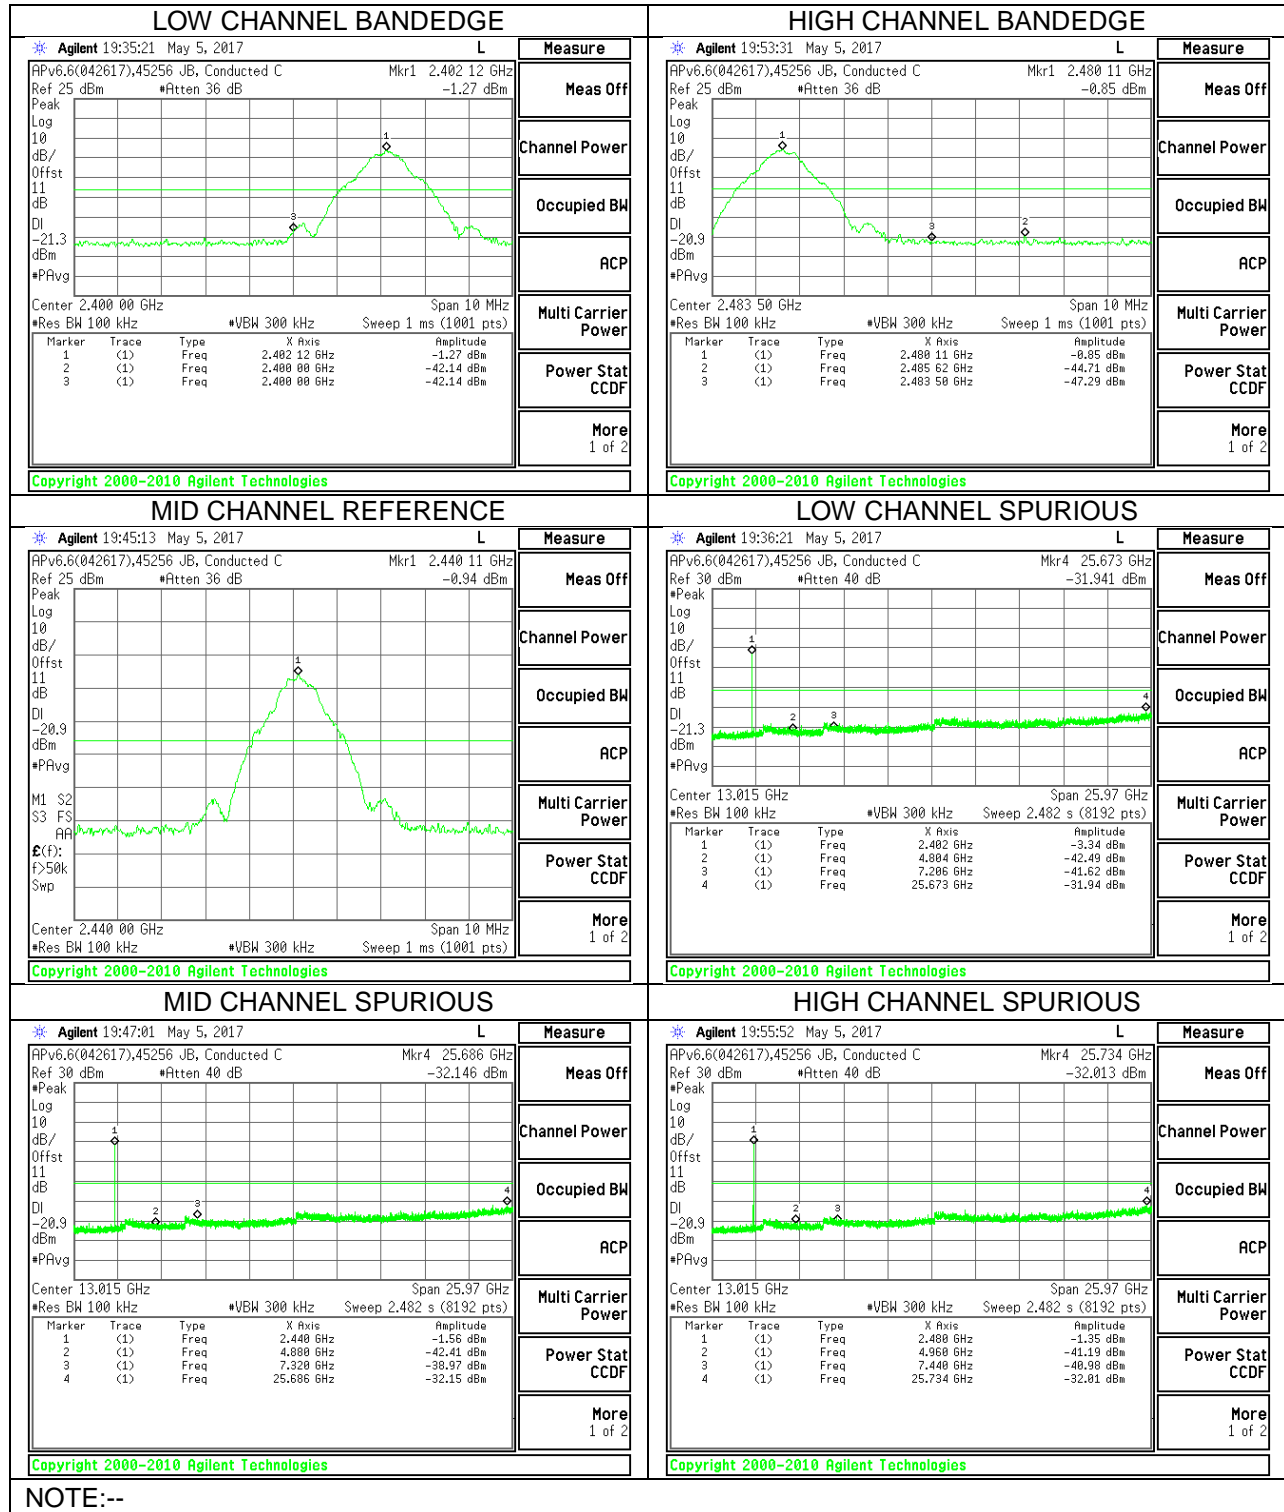 LOW CHANNEL BANDEDGE
Agilent 19:35:21 May 5, 2017 L
APv6.6(042617),45256 JB, Conducted C Mkr1 2.402 12 GHz
Ref 25 dBm #Atten 36 dB -1.27 dBm
Peak
Log
10
dB/
Offst
11
dB
DI
-21.3
dBm
#PAvg
1
3
Center 2.400 00 GHz Span 10 MHz
#Res BW 100 kHz #VBW 300 kHz Sweep 1 ms (1001 pts)
Marker Trace Type X Axis Amplitude
1 (1) Freq 2.402 12 GHz -1.27 dBm
2 (1) Freq 2.400 00 GHz -42.14 dBm
3 (1) Freq 2.400 00 GHz -42.14 dBm
Measure
Meas Off
Channel Power
Occupied BW
ACP
Multi Carrier
Power
Power Stat
CCDF
More
1 of 2
Copyright 2000-2010 Agilent Technologies
HIGH CHANNEL BANDEDGE
Agilent 19:53:31 May 5, 2017 L
APv6.6(042617),45256 JB, Conducted C Mkr1 2.480 11 GHz
Ref 25 dBm #Atten 36 dB -0.85 dBm
Peak
Log
10
dB/
Offst
11
dB
DI
-20.9
dBm
#PAvg
1
3
2
Center 2.483 50 GHz Span 10 MHz
#Res BW 100 kHz #VBW 300 kHz Sweep 1 ms (1001 pts)
Marker Trace Type X Axis Amplitude
1 (1) Freq 2.480 11 GHz -0.85 dBm
2 (1) Freq 2.485 62 GHz -44.71 dBm
3 (1) Freq 2.483 50 GHz -47.29 dBm
Measure
Meas Off
Channel Power
Occupied BW
ACP
Multi Carrier
Power
Power Stat
CCDF
More
1 of 2
Copyright 2000-2010 Agilent Technologies
MID CHANNEL REFERENCE
Agilent 19:45:13 May 5, 2017 L
APv6.6(042617),45256 JB, Conducted C Mkr1 2.440 11 GHz
Ref 25 dBm #Atten 36 dB -0.94 dBm
Peak
Log
10
dB/
Offst
11
dB
DI
-20.9
dBm
#PAvg
M1 S2
S3 FS
AA
£(f):
f>50k
Swp
1
Center 2.440 00 GHz Span 10 MHz
#Res BW 100 kHz #VBW 300 kHz Sweep 1 ms (1001 pts)
Measure
Meas Off
Channel Power
Occupied BW
ACP
Multi Carrier
Power
Power Stat
CCDF
More
1 of 2
Copyright 2000-2010 Agilent Technologies
LOW CHANNEL SPURIOUS
Agilent 19:36:21 May 5, 2017 L
APv6.6(042617),45256 JB, Conducted C Mkr4 25.673 GHz
Ref 30 dBm #Atten 40 dB -31.941 dBm
#Peak
Log
10
dB/
Offst
11
dB
DI
-21.3
dBm
#PAvg
1
2
3
4
Center 13.015 GHz Span 25.97 GHz
#Res BW 100 kHz #VBW 300 kHz Sweep 2.482 s (8192 pts)
Marker Trace Type X Axis Amplitude
1 (1) Freq 2.402 GHz -3.34 dBm
2 (1) Freq 4.804 GHz -42.49 dBm
3 (1) Freq 7.206 GHz -41.62 dBm
4 (1) Freq 25.673 GHz -31.94 dBm
Measure
Meas Off
Channel Power
Occupied BW
ACP
Multi Carrier
Power
Power Stat
CCDF
More
1 of 2
Copyright 2000-2010 Agilent Technologies
MID CHANNEL SPURIOUS
Agilent 19:47:01 May 5, 2017 L
APv6.6(042617),45256 JB, Conducted C Mkr4 25.686 GHz
Ref 30 dBm #Atten 40 dB -32.146 dBm
#Peak
Log
10
dB/
Offst
11
dB
DI
-20.9
dBm
#PAvg
1
2
3
4
Center 13.015 GHz Span 25.97 GHz
#Res BW 100 kHz #VBW 300 kHz Sweep 2.482 s (8192 pts)
Marker Trace Type X Axis Amplitude
1 (1) Freq 2.440 GHz -1.56 dBm
2 (1) Freq 4.880 GHz -42.41 dBm
3 (1) Freq 7.320 GHz -38.97 dBm
4 (1) Freq 25.686 GHz -32.15 dBm
Measure
Meas Off
Channel Power
Occupied BW
ACP
Multi Carrier
Power
Power Stat
CCDF
More
1 of 2
Copyright 2000-2010 Agilent Technologies
HIGH CHANNEL SPURIOUS
Agilent 19:55:52 May 5, 2017 L
APv6.6(042617),45256 JB, Conducted C Mkr4 25.734 GHz
Ref 30 dBm #Atten 40 dB -32.013 dBm
#Peak
Log
10
dB/
Offst
11
dB
DI
-20.9
dBm
#PAvg
1
2
3
4
Center 13.015 GHz Span 25.97 GHz
#Res BW 100 kHz #VBW 300 kHz Sweep 2.482 s (8192 pts)
Marker Trace Type X Axis Amplitude
1 (1) Freq 2.480 GHz -1.35 dBm
2 (1) Freq 4.960 GHz -41.19 dBm
3 (1) Freq 7.440 GHz -40.98 dBm
4 (1) Freq 25.734 GHz -32.01 dBm
Measure
Meas Off
Channel Power
Occupied BW
ACP
Multi Carrier
Power
Power Stat
CCDF
More
1 of 2
Copyright 2000-2010 Agilent Technologies
NOTE:--